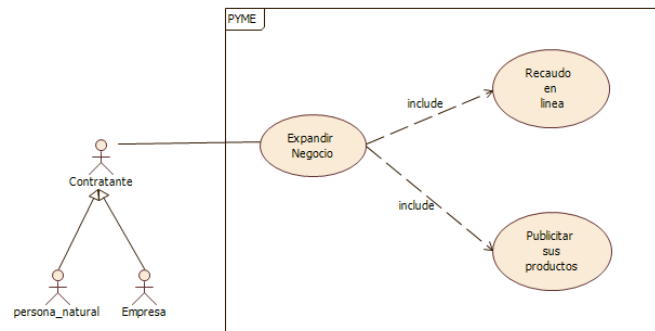 PYME
Recaudo
en
linea
include
Expandir
Negocio
Contratante
include
Publicitar
sus
productos
persona_natural
Empresa